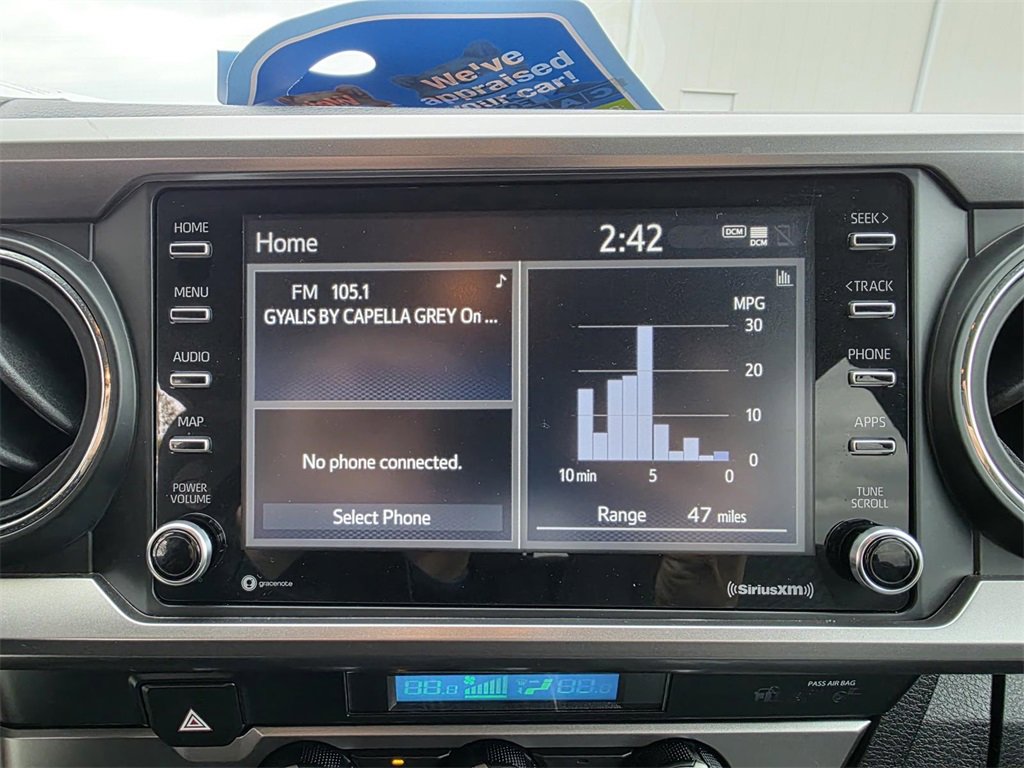 We've
appraised
your car!
HOME
MENU
AUDIO
MAP
POWER
VOLUME
gracenote
Home
2:42
DCM
DCM
FM 105.1
GYALIS BY CAPELLA GREY On ...
No phone connected.
Select Phone
MPG
30
20
10
0
10 min 5 0
Range 47 miles
SEEK >
< TRACK
PHONE
APPS
TUNE
SCROLL
((SiriusXM))
PASS AIR BAG